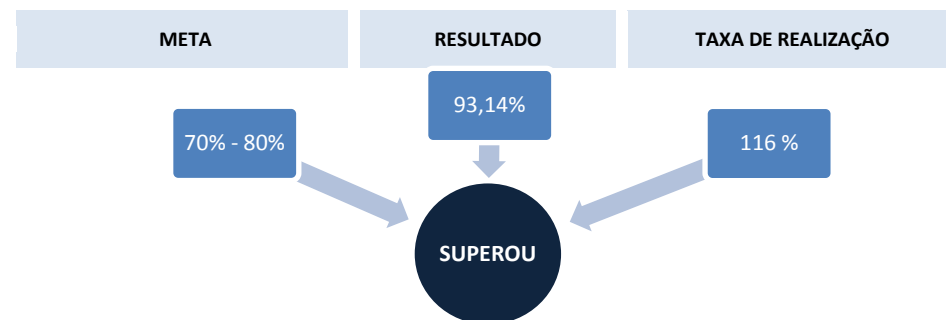 META
RESULTADO
TAXA DE REALIZAÇÃO
93,14%
70% - 80%
116 %
SUPEROU